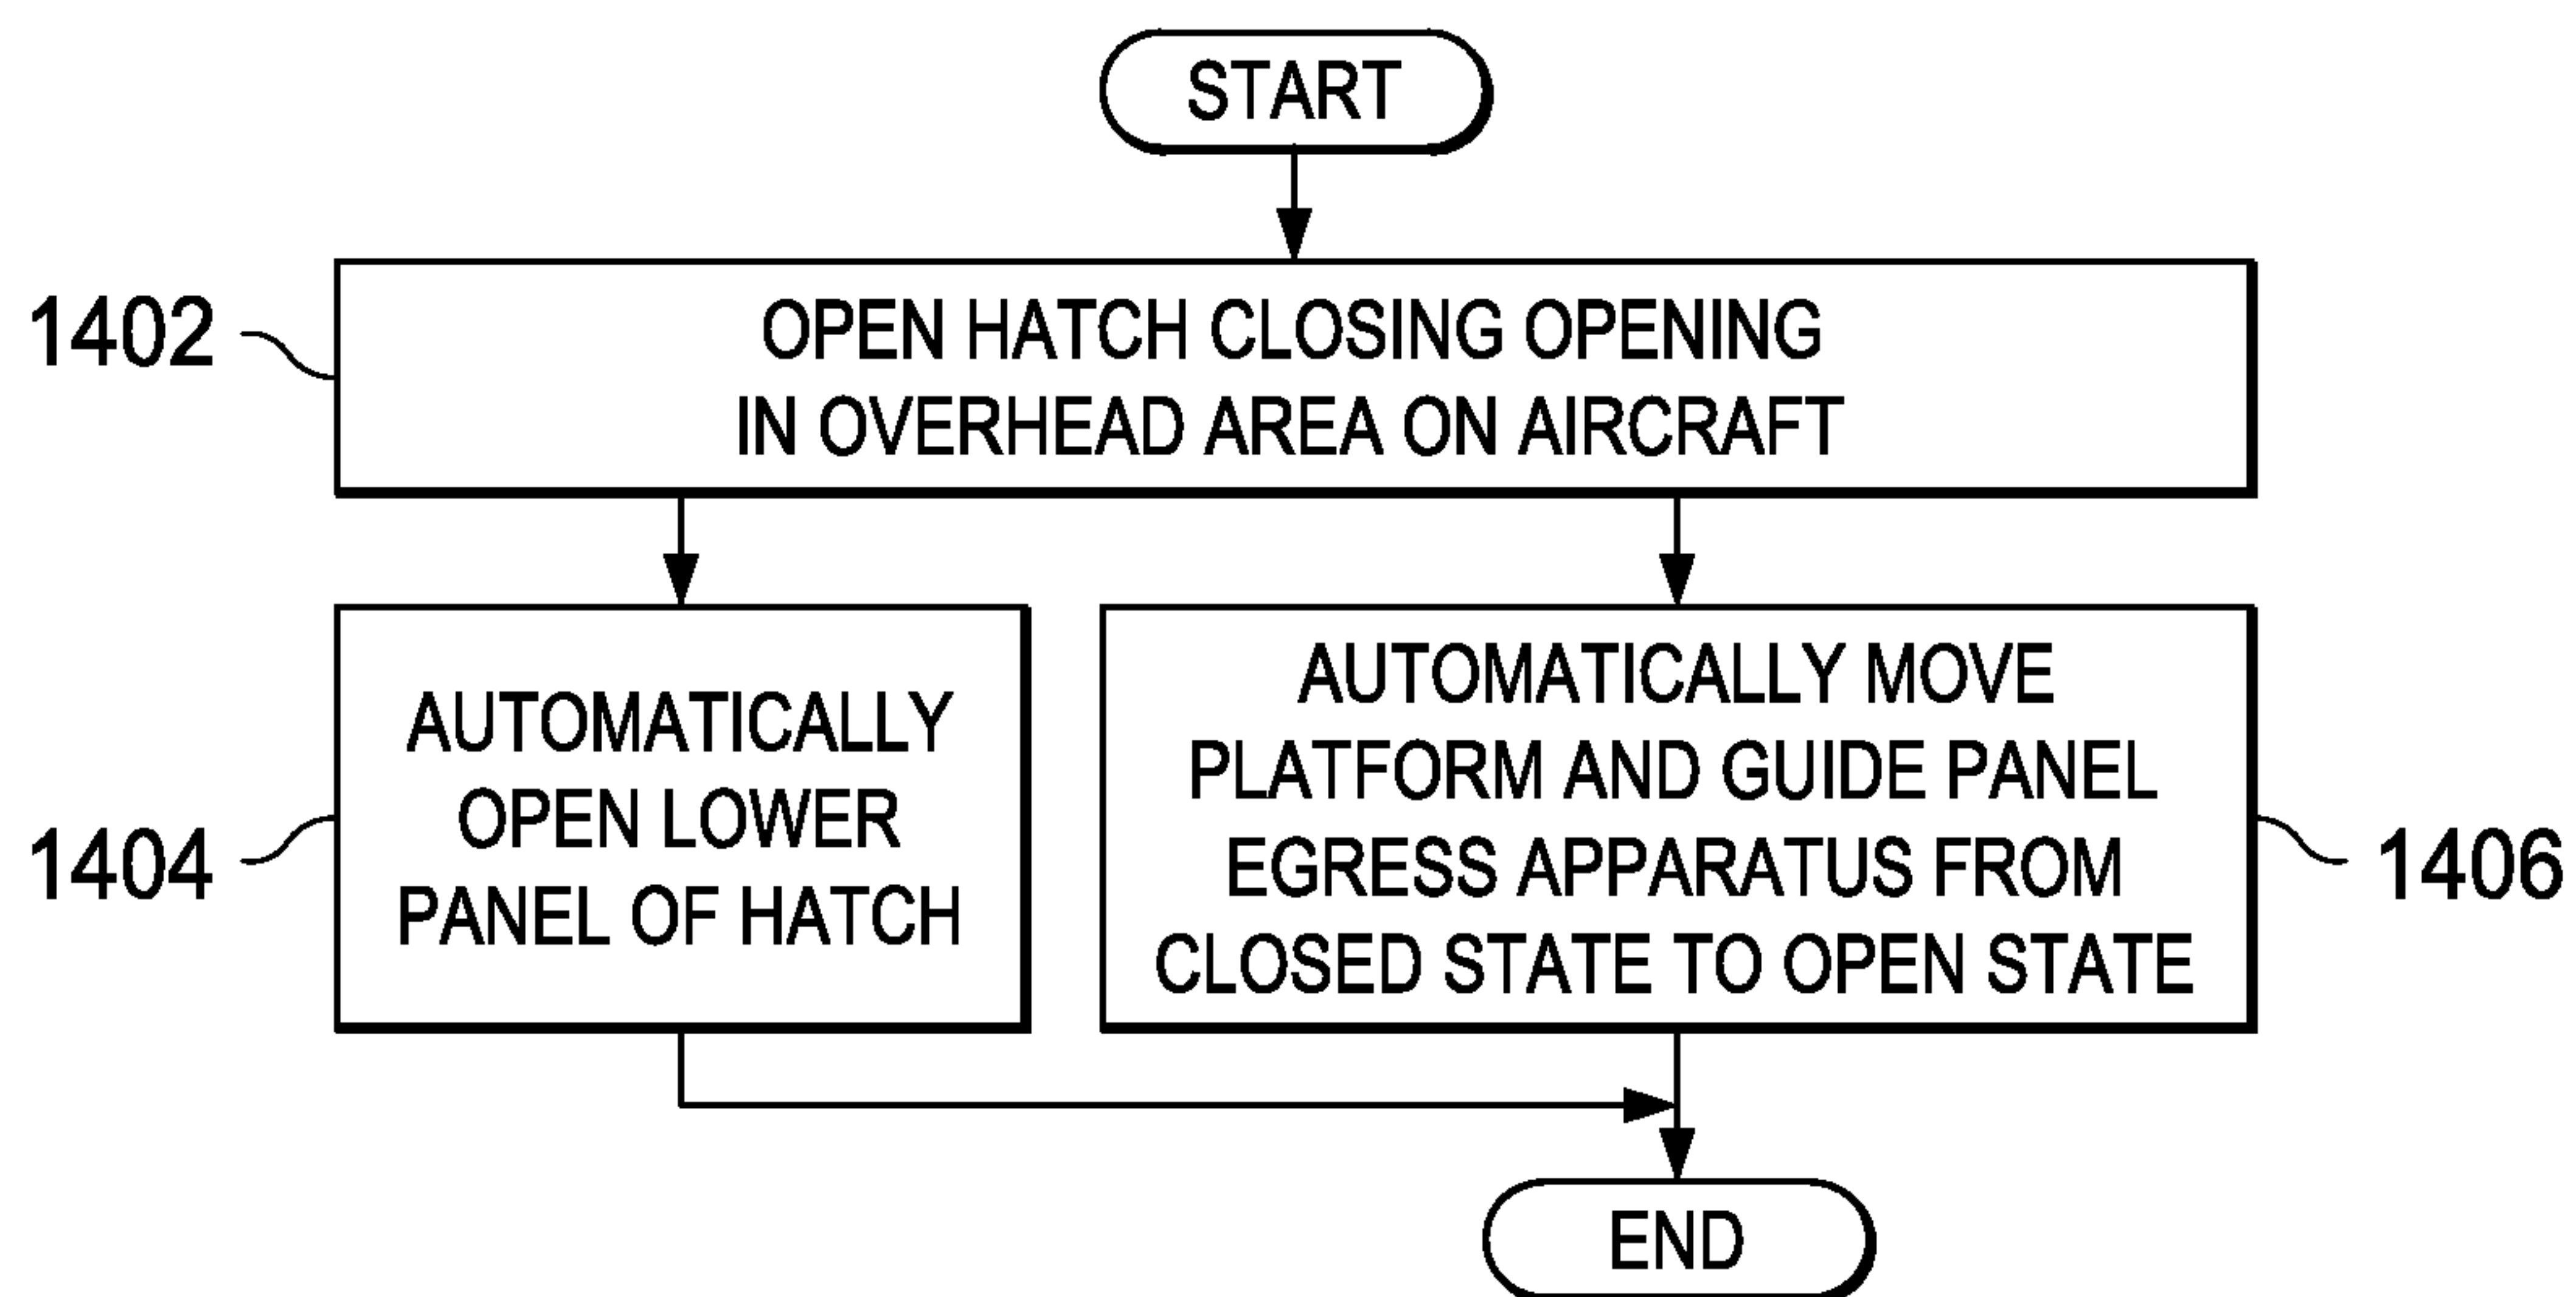 START
1402
OPEN HATCH CLOSING OPENING
IN OVERHEAD AREA ON AIRCRAFT
1404
AUTOMATICALLY
OPEN LOWER
PANEL OF HATCH
AUTOMATICALLY MOVE
PLATFORM AND GUIDE PANEL
EGRESS APPARATUS FROM
CLOSED STATE TO OPEN STATE
1406
END